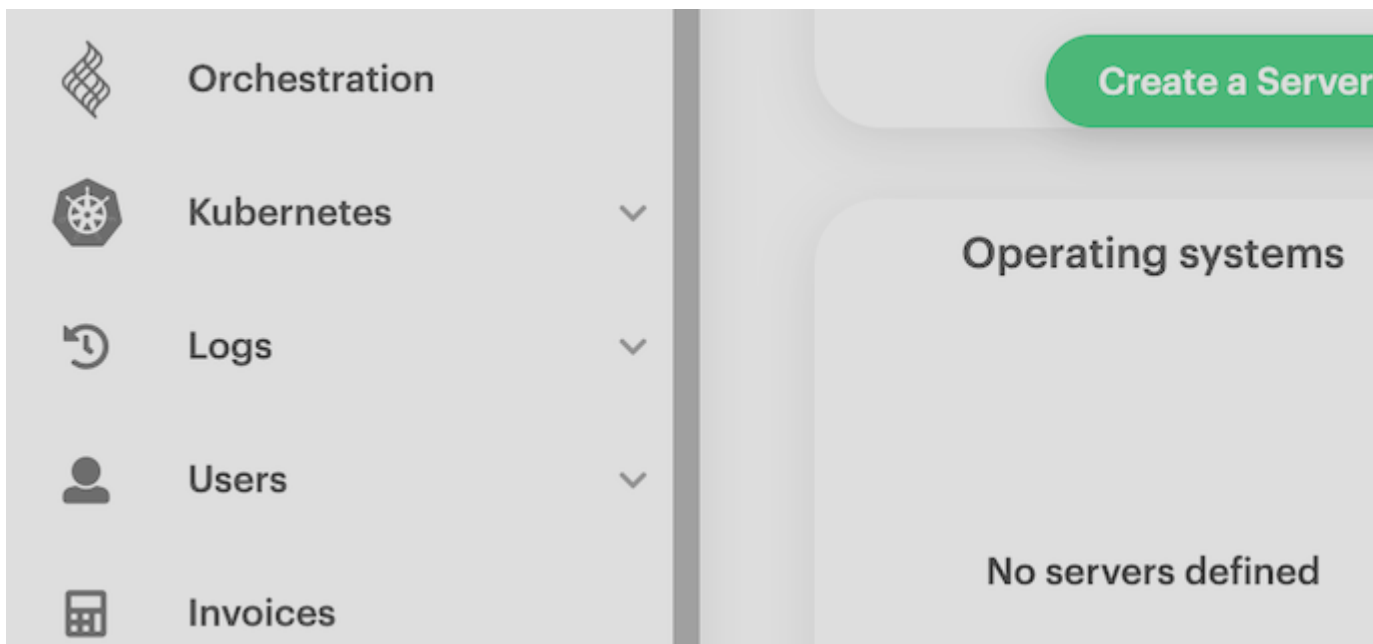 Orchestration
Kubernetes
Logs
Users
Invoices
Create a Server
Operating systems
No servers defined